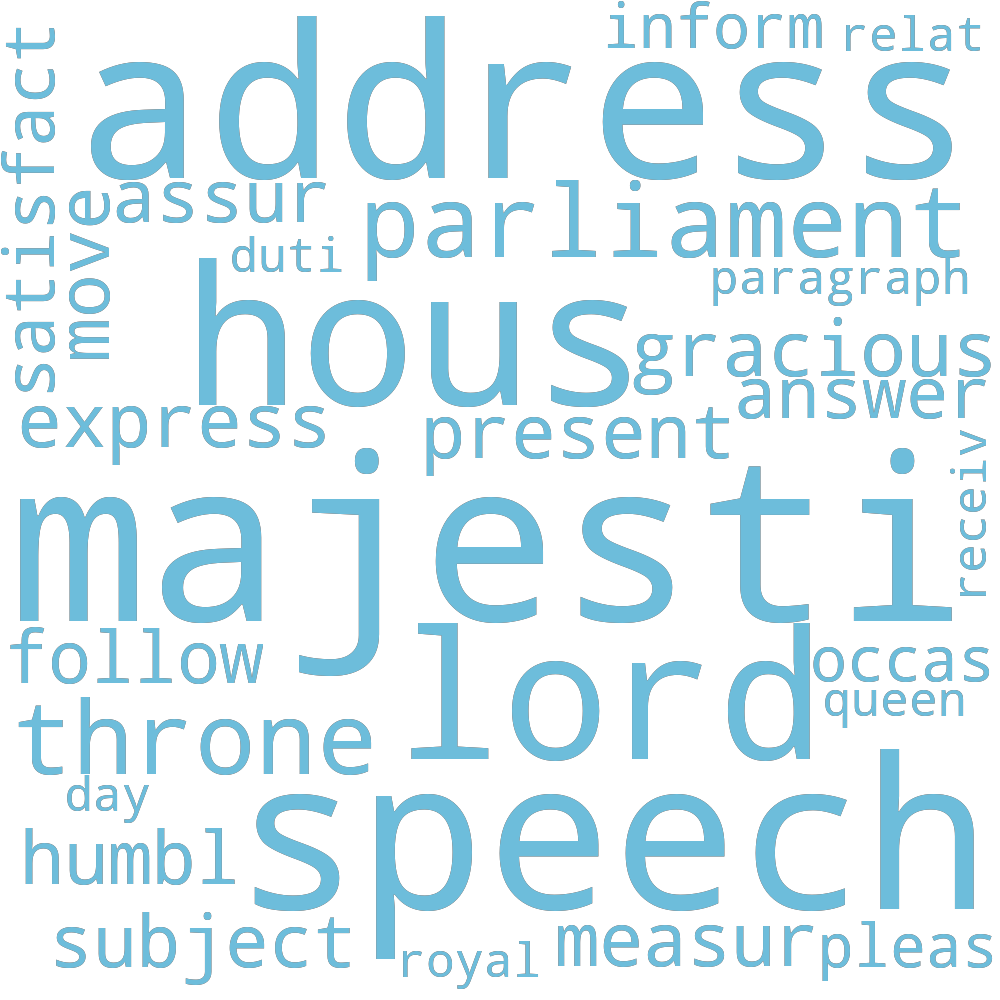 inform
relat
address
satisfact
assur
move
parliament
duti
paragraph
hous
gracious
answer
express
present
receiv
majesti
follow
lord
occas
queen
throne
day
speech
humbl
subject
royal
measur
pleas